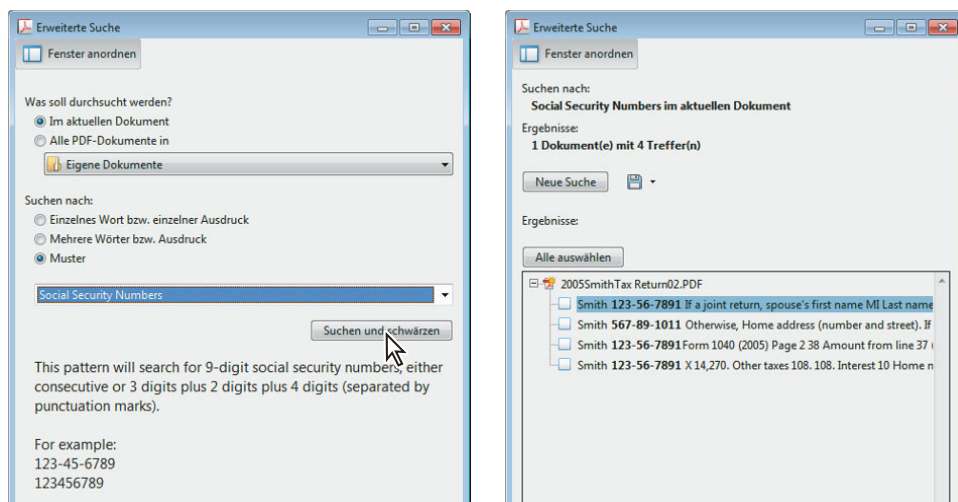 Erweiterte Suche
Fenster anordnen
Was soll durchsucht werden?
Im aktuellen Dokument
Alle PDF-Dokumente in
Eigene Dokumente
Suchen nach:
Einzelnes Wort bzw. einzelner Ausdruck
Mehrere Wörter bzw. Ausdruck
Muster
Social Security Numbers
Suchen und schwärzen
This pattern will search for 9-digit social security numbers, either
consecutive or 3 digits plus 2 digits plus 4 digits (separated by
punctuation marks).
For example:
123-45-6789
123456789
Erweiterte Suche
Fenster anordnen
Suchen nach:
Social Security Numbers im aktuellen Dokument
Ergebnisse:
1 Dokument(e) mit 4 Treffer(n)
Neue Suche
Ergebnisse:
Alle auswählen
2005SmithTax Return02.PDF
Smith 123-56-7891 If a joint return, spouse's first name MI Last name
Smith 567-89-1011 Otherwise, Home address (number and street). If
Smith 123-56-7891Form 1040 (2005) Page 2 38 Amount from line 37
Smith 123-56-7891 X 14,270. Other taxes 108. 108. Interest 10 Home